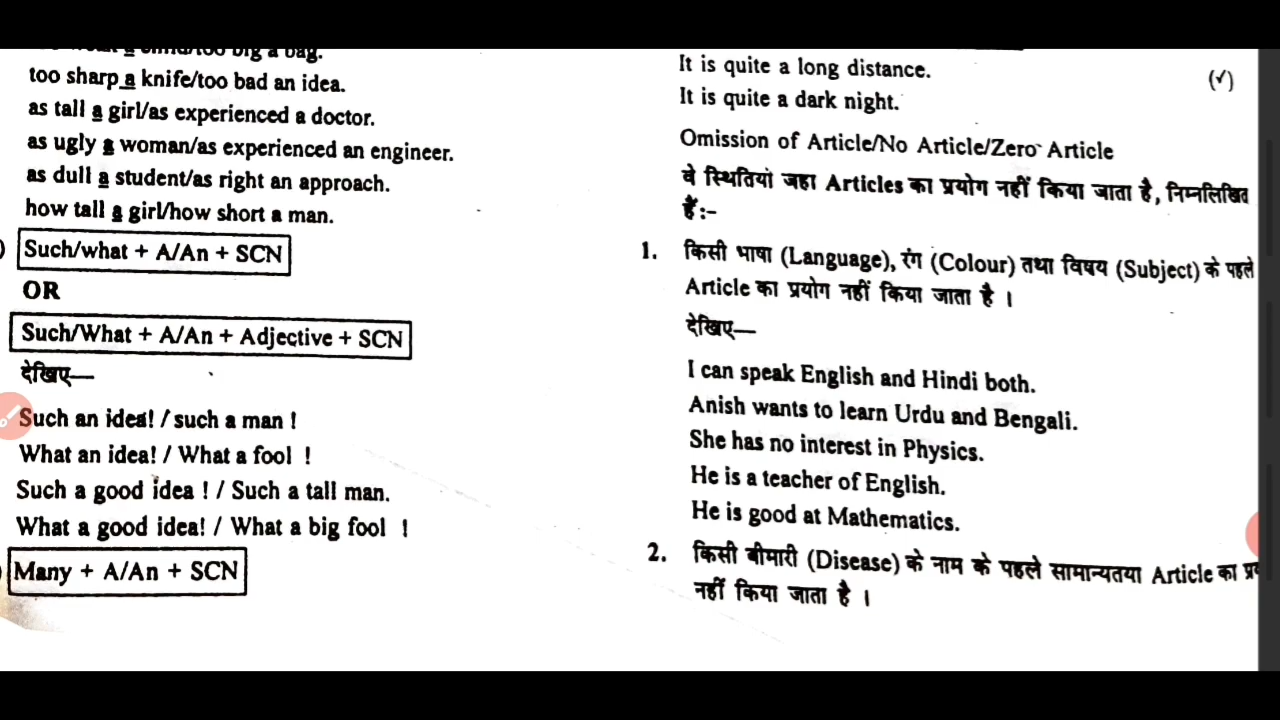 a child/too big a bag.
too sharp a knife/too bad an idea.
as tall a girl/as experienced a doctor.
as ugly a woman/as experienced an engineer.
as dull a student/as right an approach.
how tall a girl/how short a man.
Such/what + A/An + SCN
OR
Such/What + A/An + Adjective + SCN
देखिए—
Such an idea! / such a man !
What an idea! / What a fool !
Such a good idea ! / Such a tall man.
What a good idea! / What a big fool !
Many + A/An + SCN
It is quite a long distance.
(✓)
It is quite a dark night.
Omission of Article/No Article/Zero Article
वे स्थितियां जहा Articles का प्रयोग नहीं किया जाता है, निम्नलिखित
हैं :-
1. किसी भाषा (Language), रंग (Colour) तथा विषय (Subject) के पहले
Article का प्रयोग नहीं किया जाता है ।
देखिए—
I can speak English and Hindi both.
Anish wants to learn Urdu and Bengali.
She has no interest in Physics.
He is a teacher of English.
He is good at Mathematics.
2. किसी बीमारी (Disease) के नाम के पहले सामान्यतया Article का
नहीं किया जाता है ।